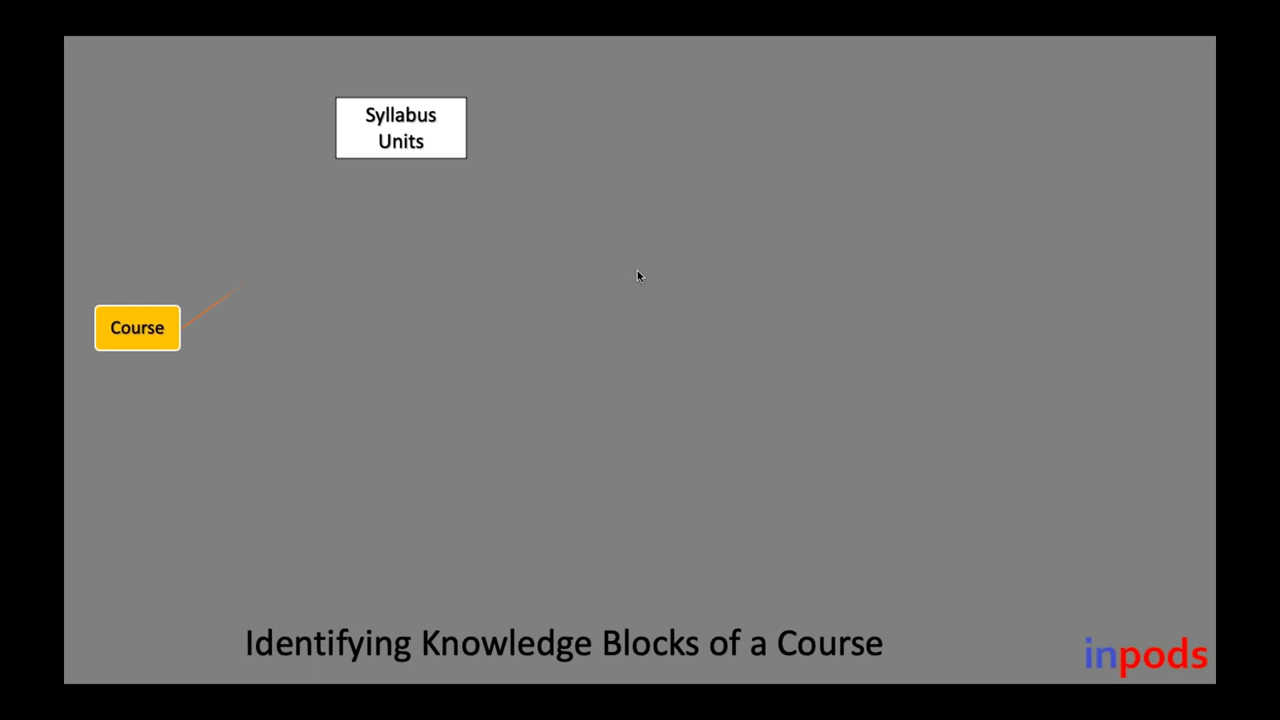 Syllabus
Units
Course
Identifying Knowledge Blocks of a Course
inpods